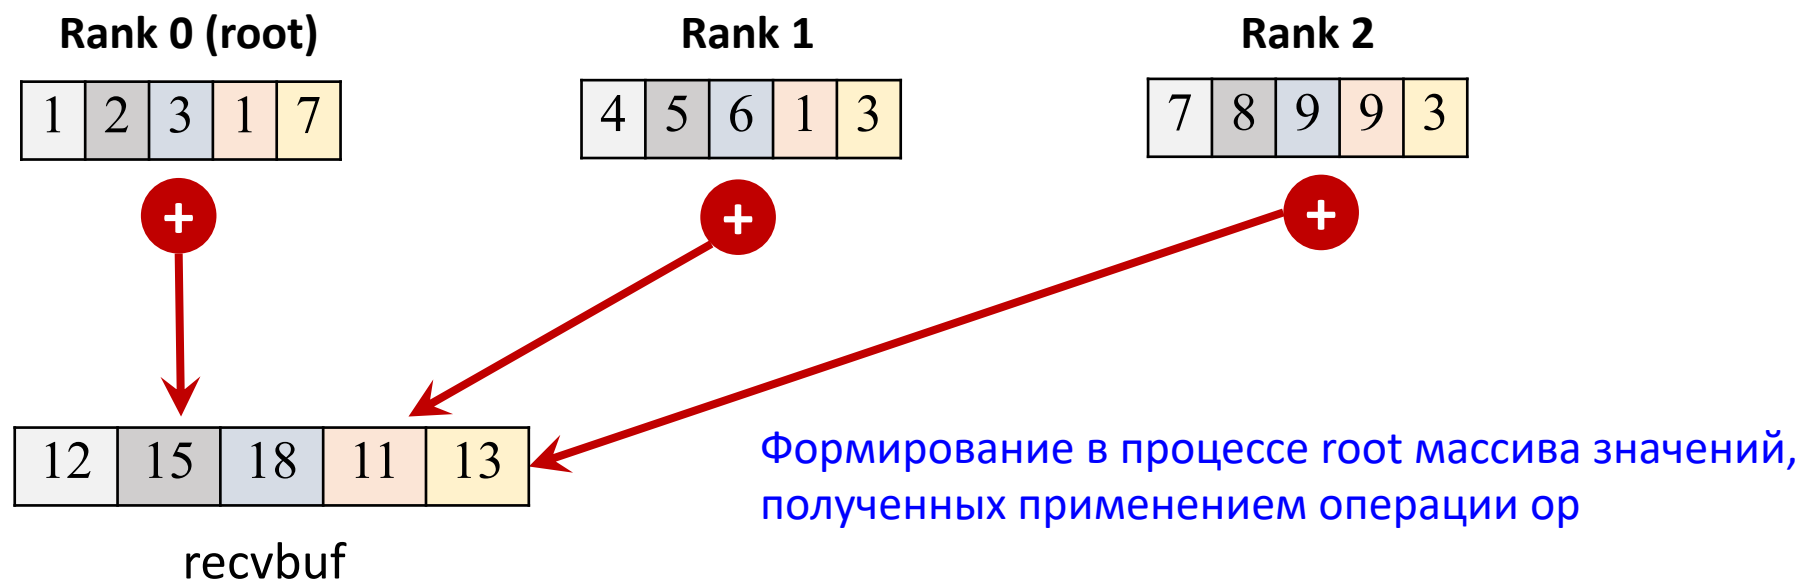 Rank 0 (root) Rank 1 Rank 2
1 2 3 1 7 4 5 6 1 3 7 8 9 9 3
+ + +
12 15 18 11 13
Формирование в процессе root массива значений,
полученных применением операции op
recvbuf